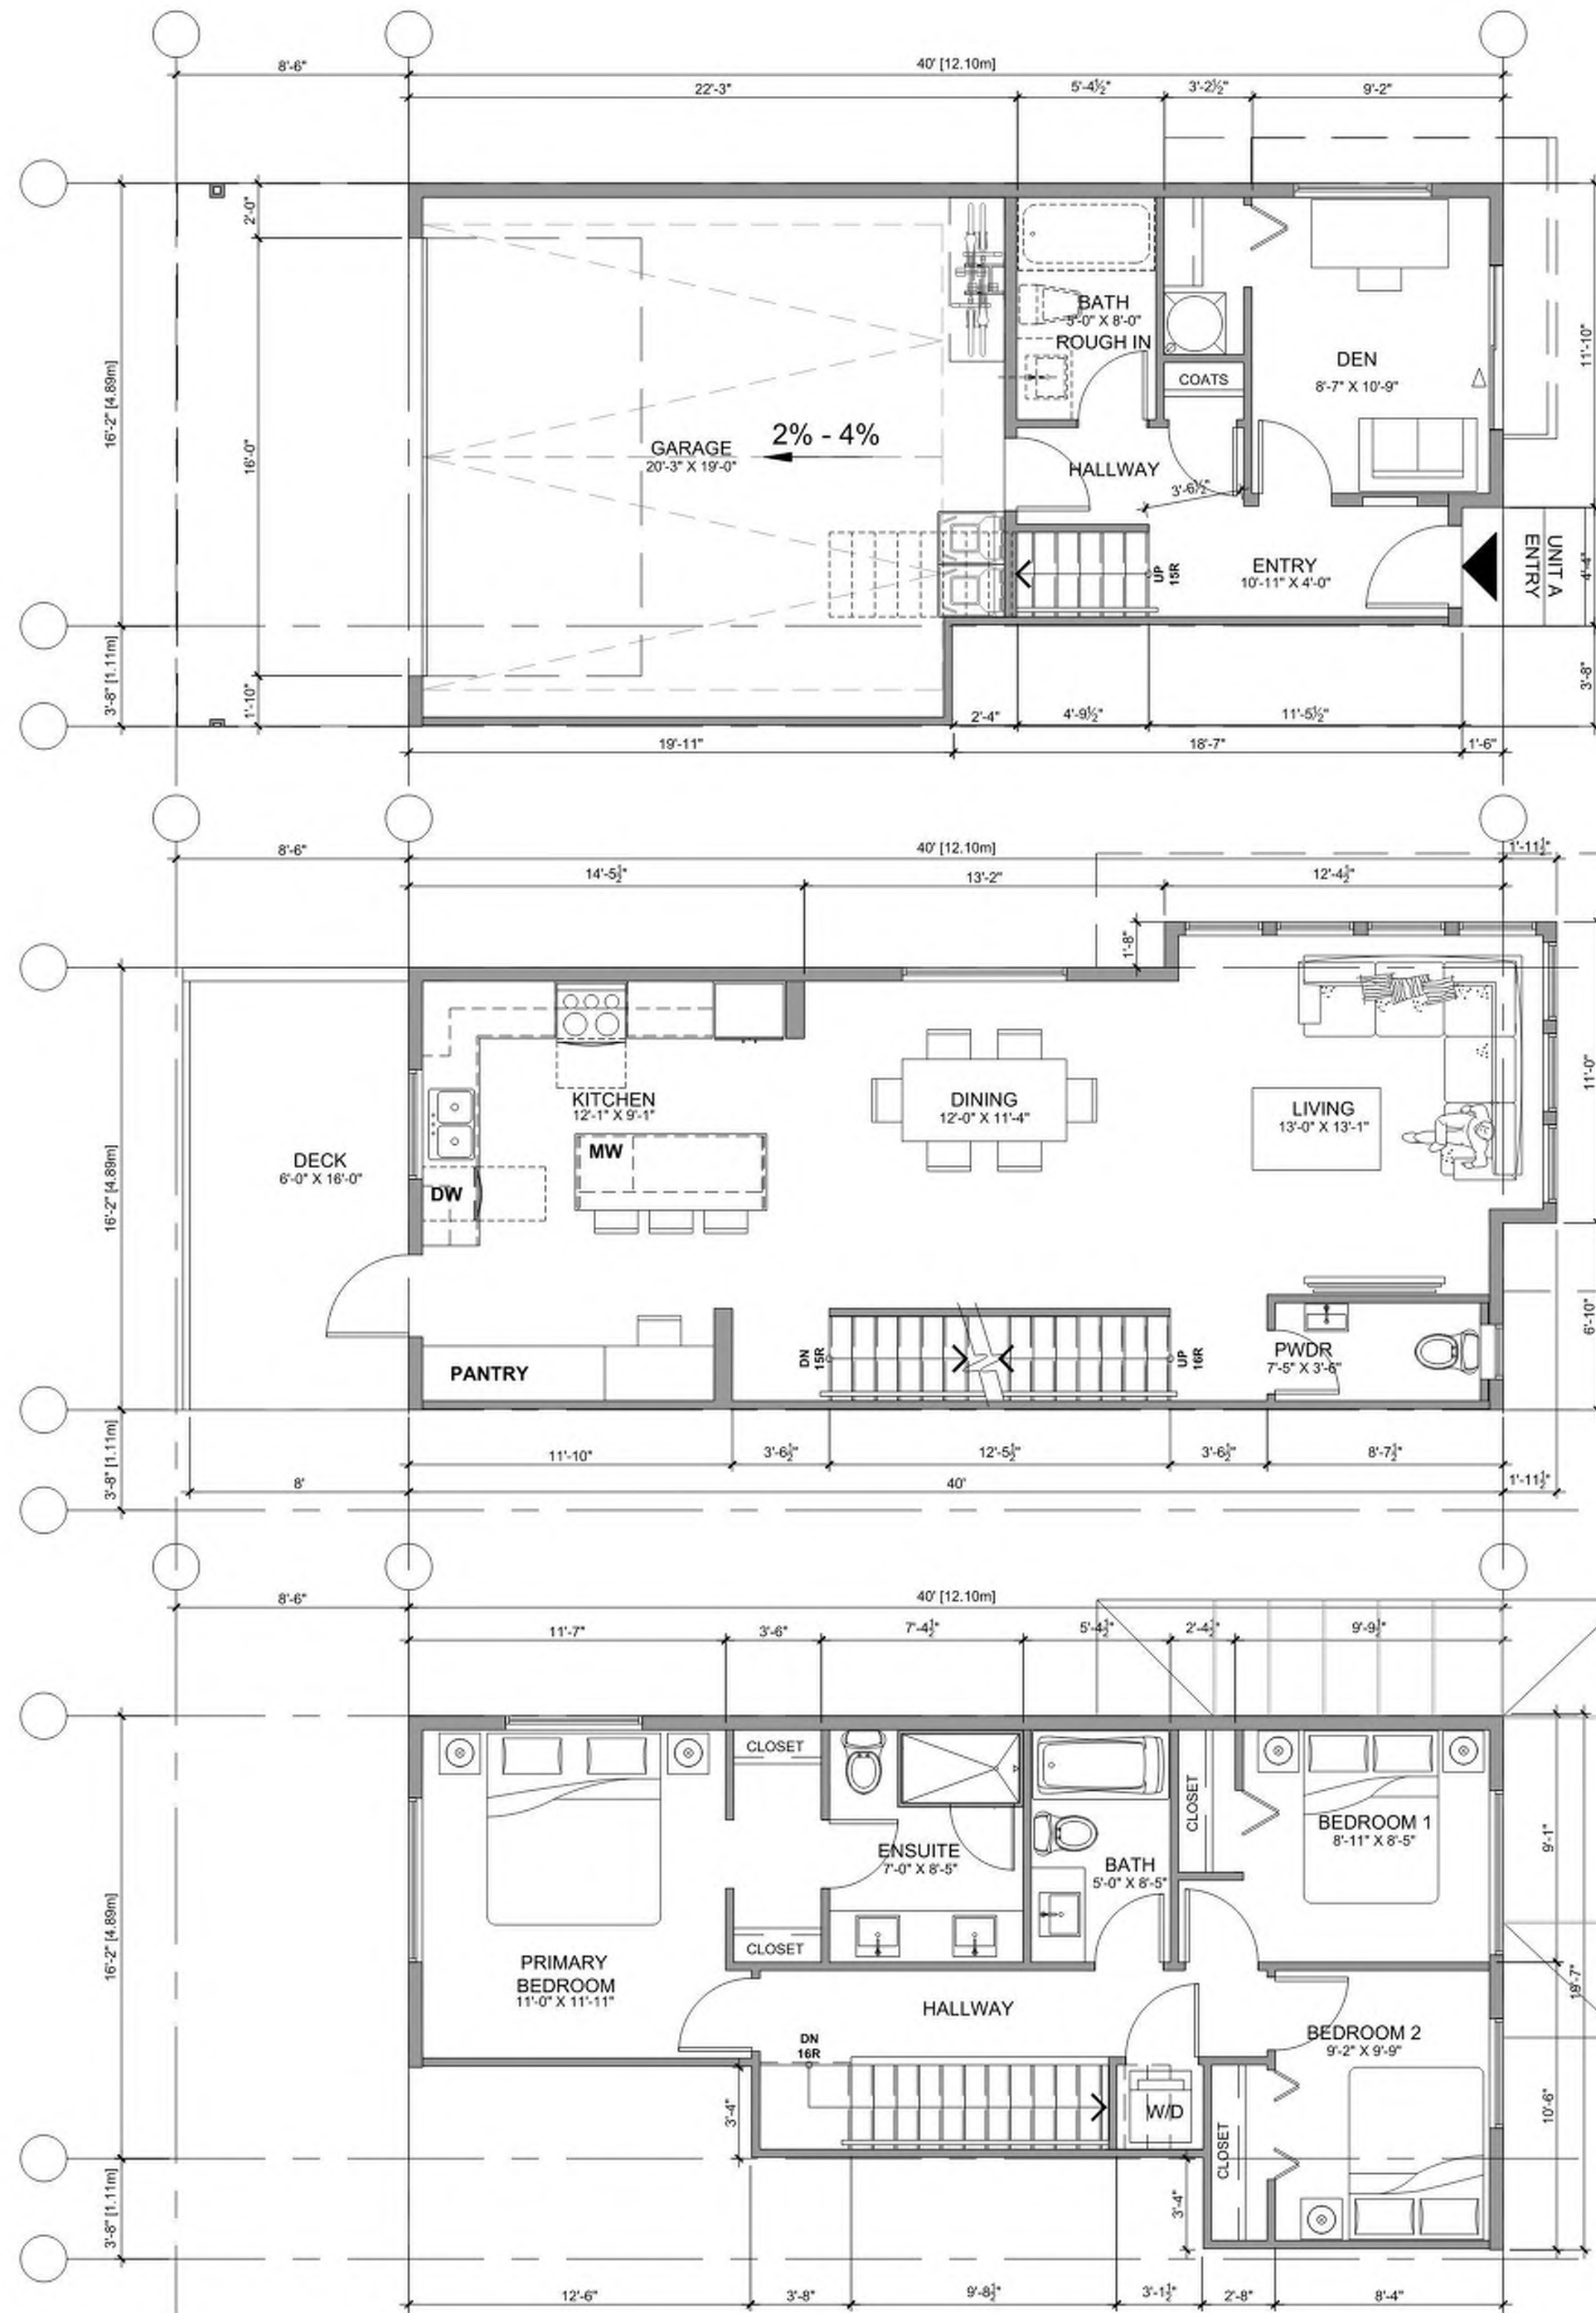 8'-6"
40' [12.10m]
22'-3"
5'-4½"
3'-2½"
9'-2"
2'-0"
16'-2" [4.89m]
16'-0"
3'-8" [1.11m]
1'-10"
BATH
5'-0" X 8'-0"
ROUGH IN
COATS
DEN
8'-7" X 10'-9"
11'-10"
GARAGE
20'-3" X 19'-0"
2% - 4%
HALLWAY
3'-6½"
UP
15R
ENTRY
10'-11" X 4'-0"
UNIT A
ENTRY
4'-4"
3'-8"
2'-4"
4'-9½"
11'-5½"
19'-11"
18'-7"
1'-6"
8'-6"
40' [12.10m]
1'-11½"
14'-5½"
13'-2"
12'-4½"
1'-8"
KITCHEN
12'-1" X 9'-1"
DINING
12'-0" X 11'-4"
LIVING
13'-0" X 13'-1"
11'-0"
MW
DECK
6'-0" X 16'-0"
DW
16'-2" [4.89m]
PANTRY
DN
15R
UP
16R
PWDR
7'-5" X 3'-6"
6'-10"
3'-8" [1.11m]
11'-10"
3'-6½"
12'-5½"
3'-6½"
8'-7½"
8'
40'
1'-11½"
8'-6"
40' [12.10m]
11'-7"
3'-6"
7'-4½"
5'-4½"
2'-4½"
9'-9½"
CLOSET
CLOSET
BEDROOM 1
8'-11" X 8'-5"
9'-1"
ENSUITE
7'-0" X 8'-5"
BATH
5'-0" X 8'-5"
CLOSET
16'-2" [4.89m]
PRIMARY
BEDROOM
11'-0" X 11'-11"
HALLWAY
DN
16R
BEDROOM 2
9'-2" X 9'-9"
19'-7"
10'-6"
3'-4"
W/D
CLOSET
3'-4"
3'-8" [1.11m]
12'-6"
3'-8"
9'-8½"
3'-1½"
2'-8"
8'-4"